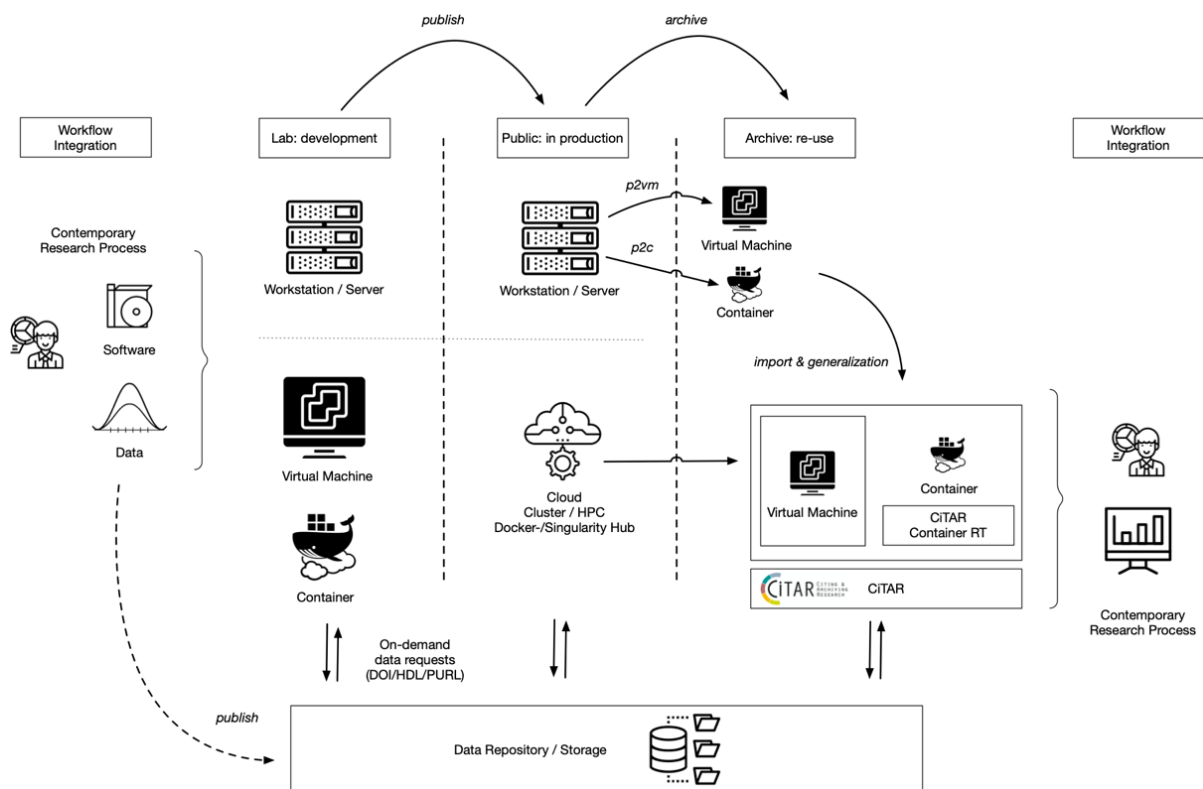 publish
archive
Workflow
Integration
Lab: development
Public: in production
Archive: re-use
Workflow
Integration
Contemporary
Research Process
Software
Data
Workstation / Server
Workstation / Server
p2vm
p2c
Virtual Machine
Container
import & generalization
Virtual Machine
Container
Cloud
Cluster / HPC
Docker-/Singularity Hub
Virtual Machine
Container
CiTAR
Container RT
CiTAR CITING &
ARCHIVING
RESEARCH
CiTAR
Contemporary
Research Process
On-demand
data requests
(DOI/HDL/PURL)
publish
Data Repository / Storage